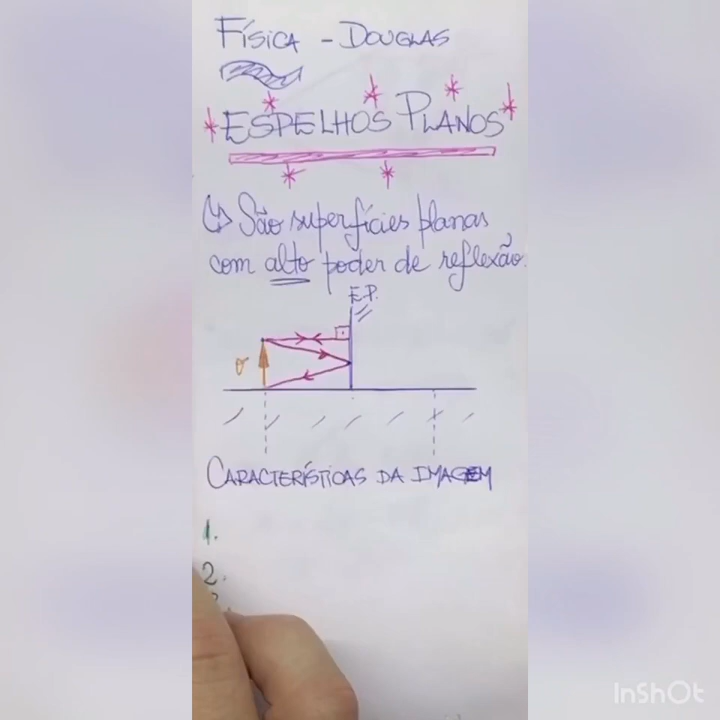 FÍSICA - DOUGLAS
ESPELHOS PLANOS
São superfícies planas
com alto poder de reflexão.
E.P.
σ
CARACTERÍSTICAS DA IMAGEM
1.
2.
InShOt